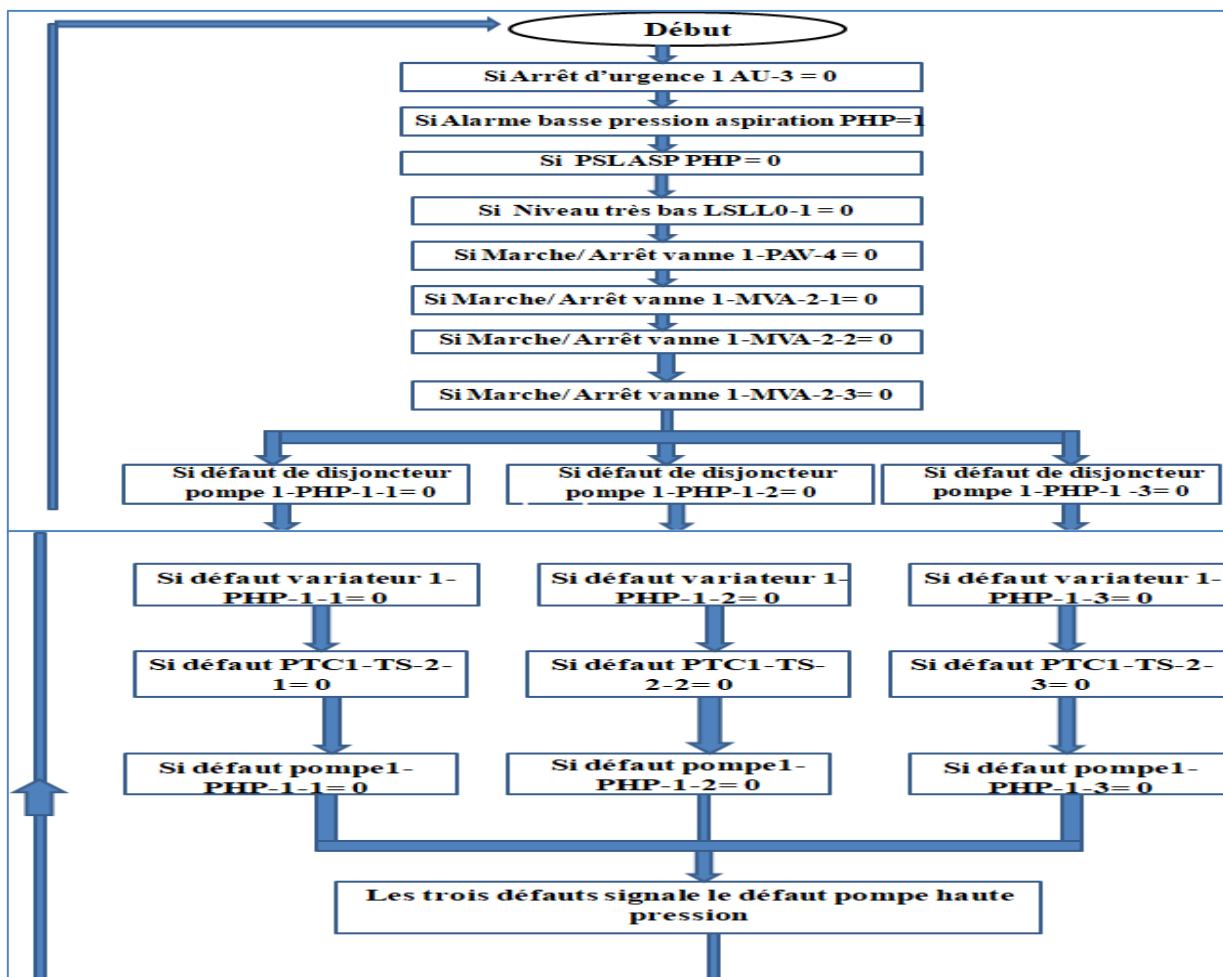 Début
Si Arrêt d'urgence 1 AU-3 = 0
Si Alarme basse pression aspiration PHP=1
Si PSLASP PHP = 0
Si Niveau très bas LSLL0-1 = 0
Si Marche/ Arrêt vanne 1-PAV-4 = 0
Si Marche/ Arrêt vanne 1-MVA-2-1= 0
Si Marche/ Arrêt vanne 1-MVA-2-2= 0
Si Marche/ Arrêt vanne 1-MVA-2-3= 0
Si défaut de disjoncteur
pompe 1-PHP-1-1= 0
Si défaut de disjoncteur
pompe 1-PHP-1-2= 0
Si défaut de disjoncteur
pompe 1-PHP-1 -3= 0
Si défaut variateur 1-
PHP-1-1= 0
Si défaut variateur 1-
PHP-1-2= 0
Si défaut variateur 1-
PHP-1-3= 0
Si défaut PTC1-TS-2-
1= 0
Si défaut PTC1-TS-
2-2= 0
Si défaut PTC1-TS-2-
3= 0
Si défaut pompe1-
PHP-1-1= 0
Si défaut pompe1-
PHP-1-2= 0
Si défaut pompe1-
PHP-1-3= 0
Les trois défauts signale le défaut pompe haute
pression